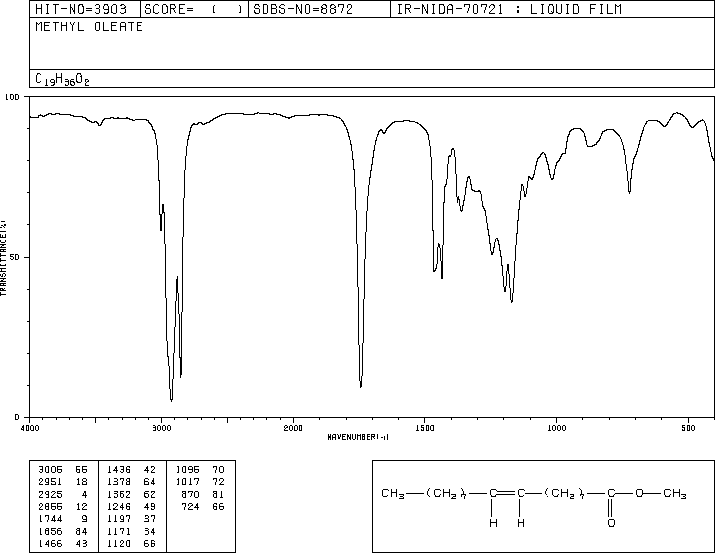 HIT-NO=3903 SCORE= ( ) SDBS-NO=8872 IR-NIDA-70721 : LIQUID FILM
METHYL OLEATE
C19H36O2
100
50
0
TRANSMITTANCE(%)
4000 3000 2000 1500 1000 500
WAVENUMBER(-1)
3005 55 1436 42 1095 70
2951 18 1378 64 1017 72
2925 4 1362 62 870 81
2855 12 1246 49 724 66
1744 9 1197 37
1656 84 1171 34
1466 43 1120 66
CH3—(CH2)7—C=C—(CH2)7—C—O—CH3
H H O